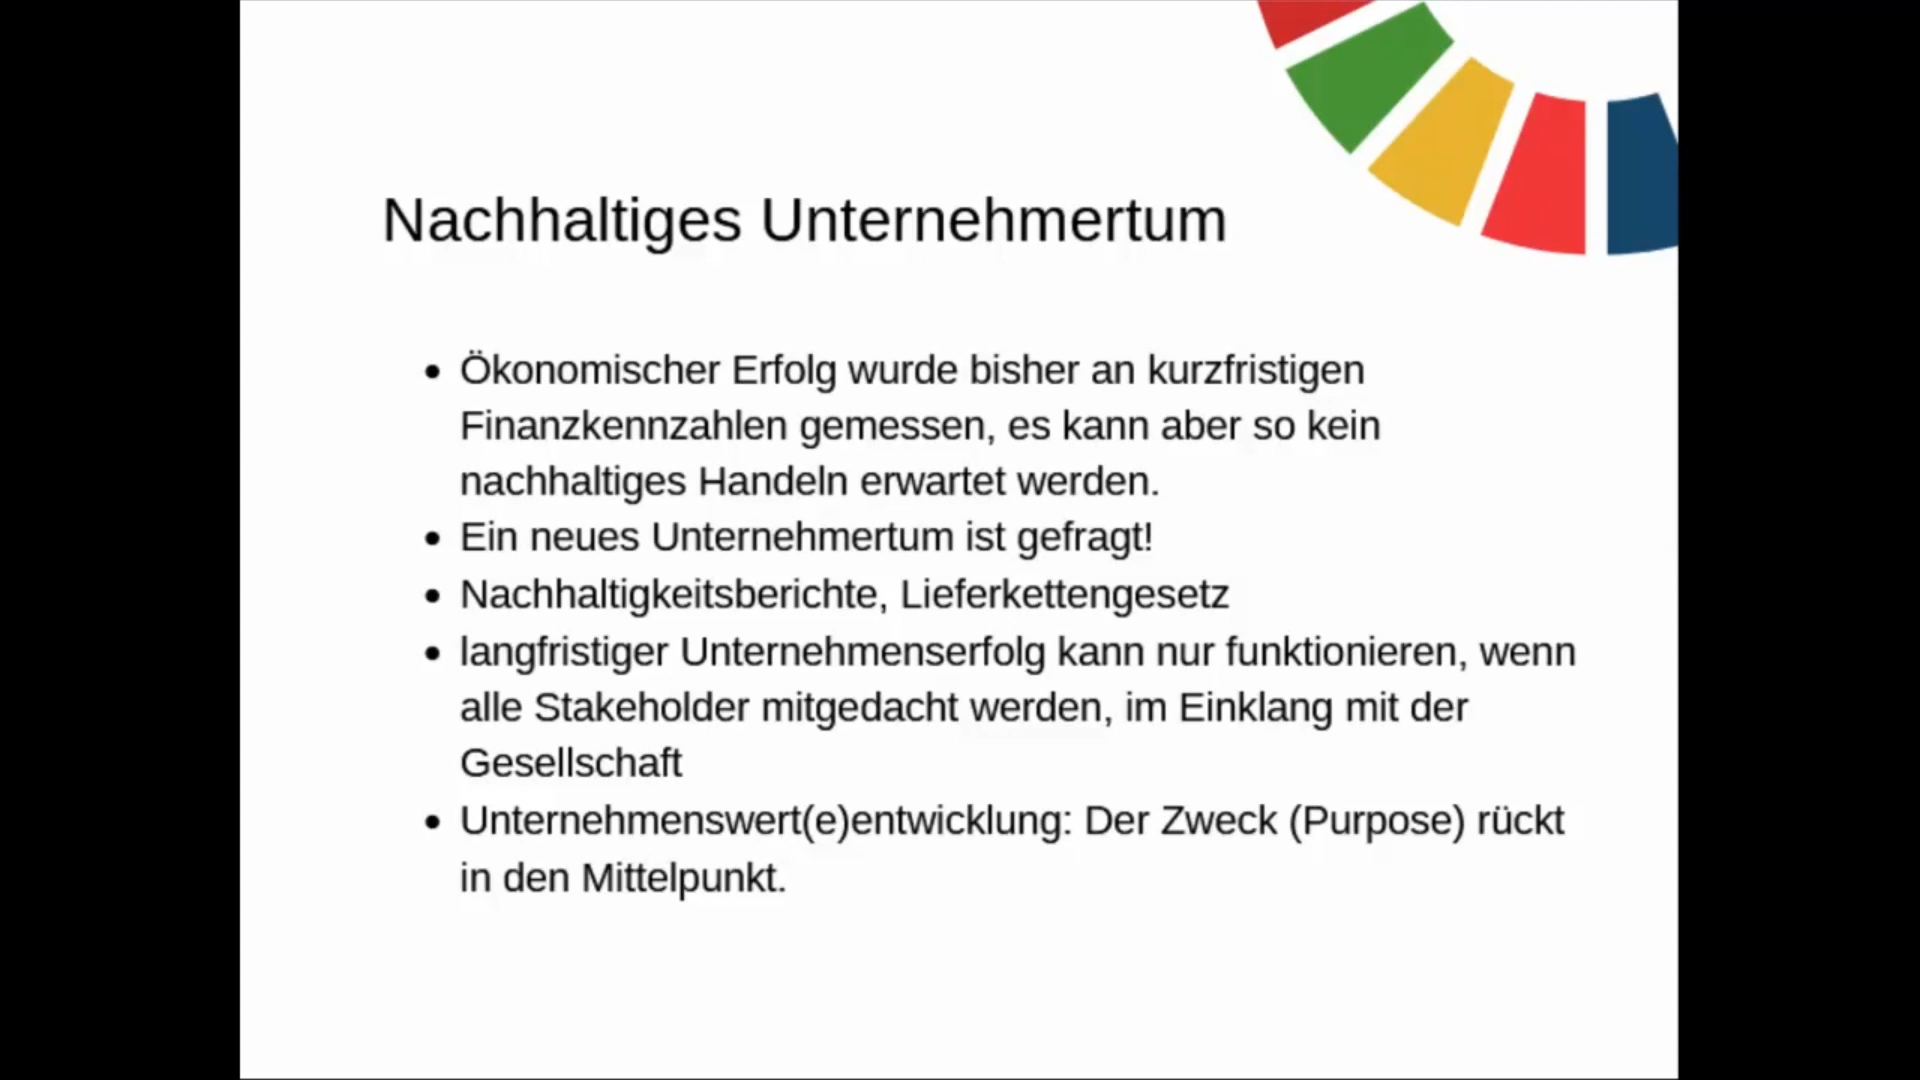 Nachhaltiges Unternehmertum
• Ökonomischer Erfolg wurde bisher an kurzfristigen
Finanzkennzahlen gemessen, es kann aber so kein
nachhaltiges Handeln erwartet werden.
• Ein neues Unternehmertum ist gefragt!
• Nachhaltigkeitsberichte, Lieferkettengesetz
• langfristiger Unternehmenserfolg kann nur funktionieren, wenn
alle Stakeholder mitgedacht werden, im Einklang mit der
Gesellschaft
• Unternehmenswert(e)entwicklung: Der Zweck (Purpose) rückt
in den Mittelpunkt.